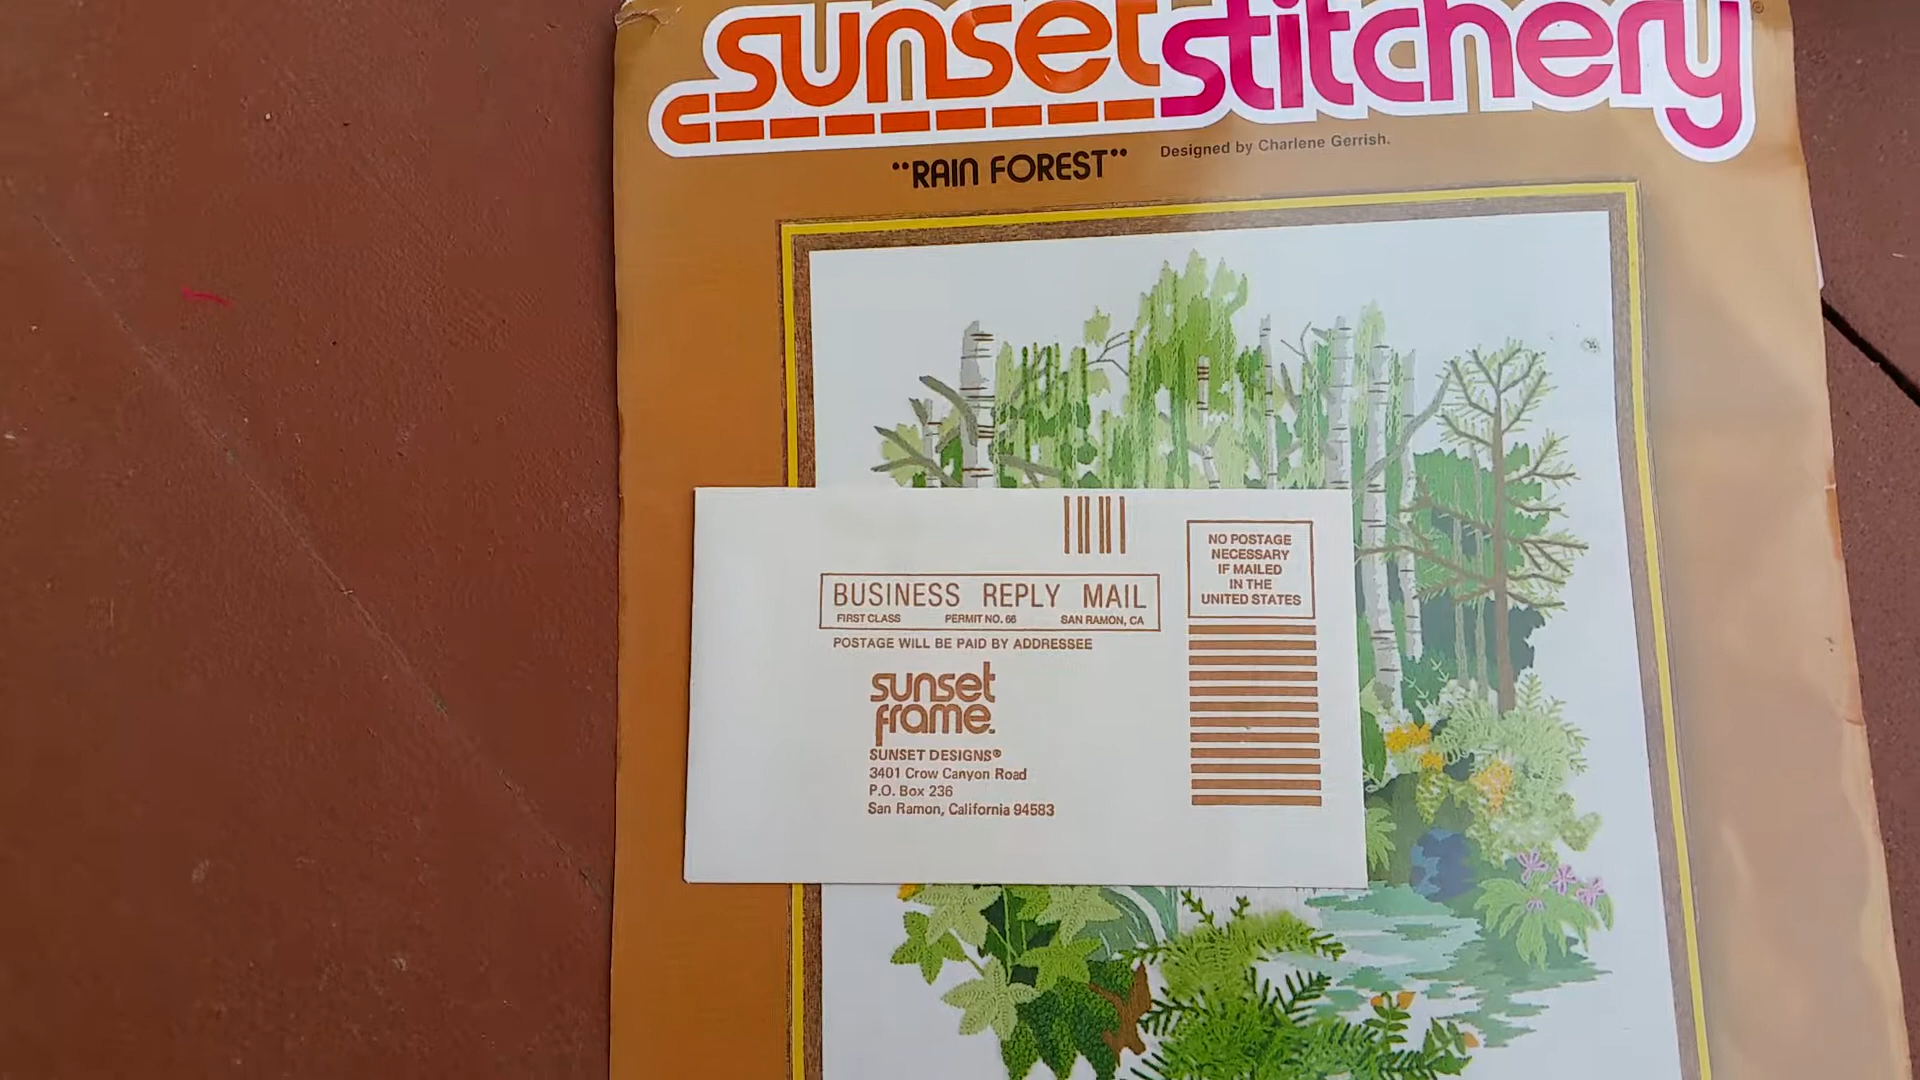 sunset stitchery
"RAIN FOREST"
Designed by Charlene Gerrish.
NO POSTAGE
NECESSARY
IF MAILED
IN THE
UNITED STATES
BUSINESS REPLY MAIL
FIRST CLASS PERMIT NO. 66 SAN RAMON, CA
POSTAGE WILL BE PAID BY ADDRESSEE
sunset
frame.
SUNSET DESIGNS®
3401 Crow Canyon Road
P.O. Box 236
San Ramon, California 94583